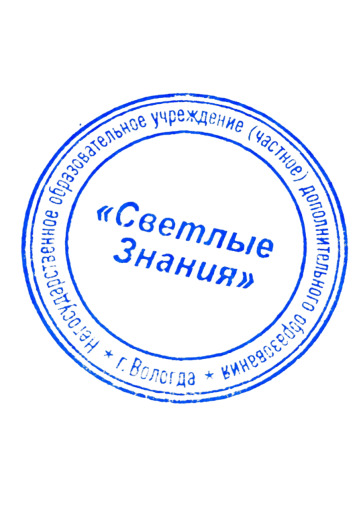 Негосударственное образовательное учреждение (частное) дополнительного образования
* г. Вологда *
«Светлые
Знания»